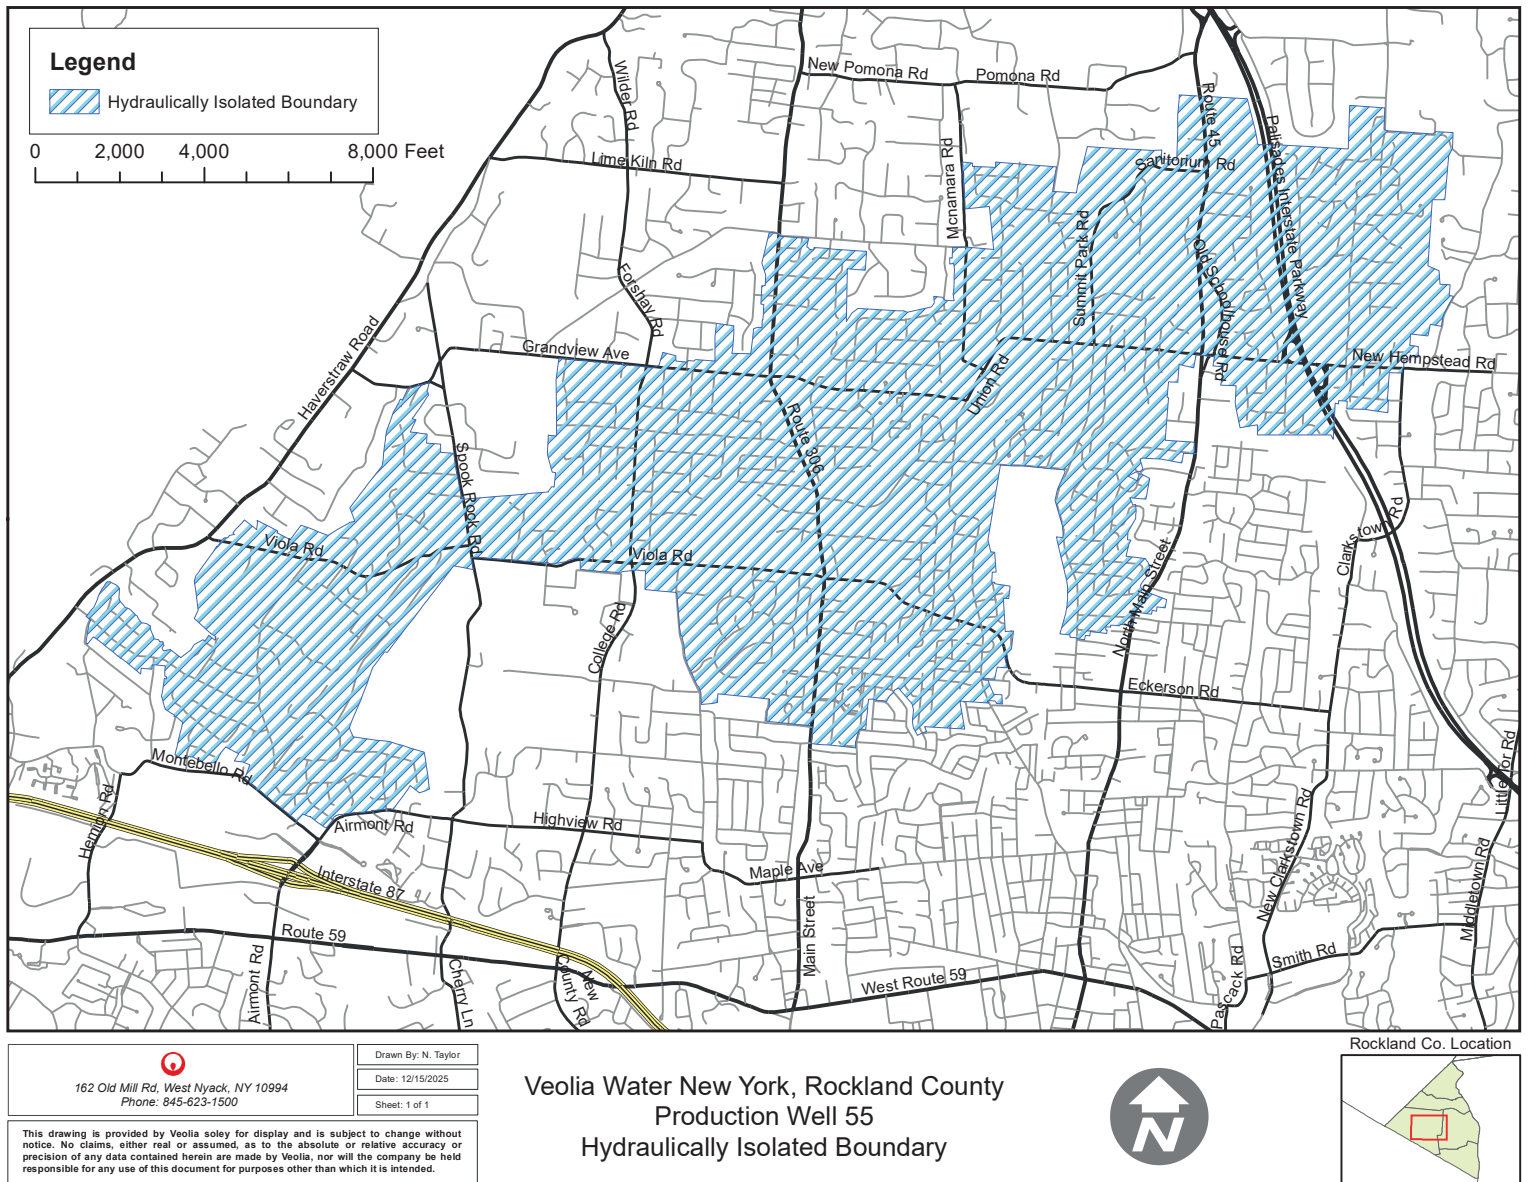 Legend
Hydraulically Isolated Boundary
0 2,000 4,000 8,000 Feet
Wilder Rd
New Pomona Rd
Pomona Rd
Route 45
Palisades Interstate Parkway
Lime Kiln Rd
Mcnamara Rd
Sanitorium Rd
Summit Park Rd
Old Schoolhouse Rd
Forshay Rd
Haverstraw Road
Grandview Ave
Union Rd
New Hempstead Rd
Route 306
Spook Rock Rd
Viola Rd
Viola Rd
Clarkstown Rd
North Main Street
College Rd
Eckerson Rd
Montebello Rd
Little Tor Rd
Hemion Rd
Airmont Rd
Highview Rd
New Clarkstown Rd
Middletown Rd
Maple Ave
Interstate 87
Main Street
Route 59
Airmont Rd
Cherry Ln
New
County Rd
West Route 59
Pascack Rd
Smith Rd
162 Old Mill Rd, West Nyack, NY 10994
Phone: 845-623-1500
Drawn By: N. Taylor
Date: 12/15/2025
Sheet: 1 of 1
This drawing is provided by Veolia soley for display and is subject to change without
notice. No claims, either real or assumed, as to the absolute or relative accuracy or
precision of any data contained herein are made by Veolia, nor will the company be held
responsible for any use of this document for purposes other than which it is intended.
Veolia Water New York, Rockland County
Production Well 55
Hydraulically Isolated Boundary
N
Rockland Co. Location